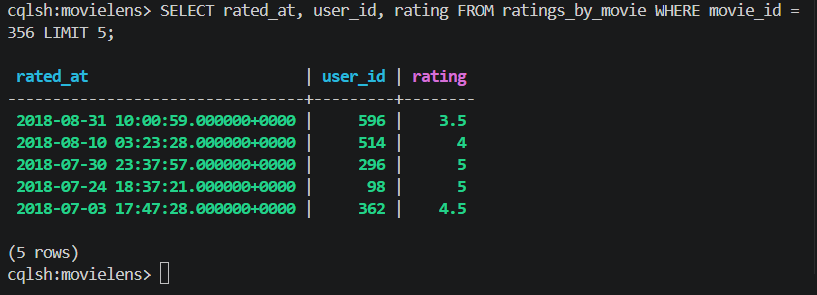 cqlsh:movielens> SELECT rated_at, user_id, rating FROM ratings_by_movie WHERE movie_id =
356 LIMIT 5;
rated_at | user_id | rating
---------------------------------+---------+--------
2018-08-31 10:00:59.000000+0000 | 596 | 3.5
2018-08-10 03:23:28.000000+0000 | 514 | 4
2018-07-30 23:37:57.000000+0000 | 296 | 5
2018-07-24 18:37:21.000000+0000 | 98 | 5
2018-07-03 17:47:28.000000+0000 | 362 | 4.5
(5 rows)
cqlsh:movielens>